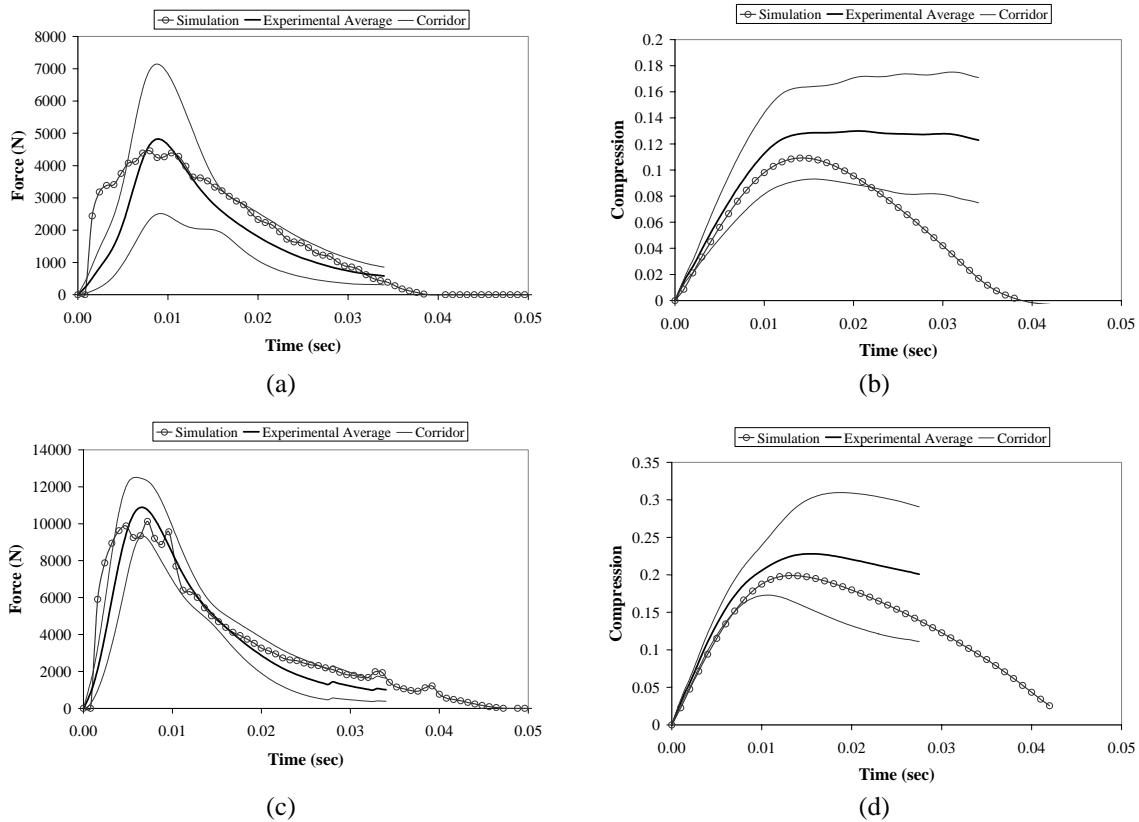 Simulation Experimental Average Corridor
8000
7000
6000
5000
4000
3000
2000
1000
0
Force (N)
0.00 0.01 0.02 0.03 0.04 0.05
Time (sec)
(a)
Simulation Experimental Average Corridor
0.2
0.18
0.16
0.14
0.12
0.1
0.08
0.06
0.04
0.02
0
Compression
0.00 0.01 0.02 0.03 0.04 0.05
Time (sec)
(b)
Simulation Experimental Average Corridor
14000
12000
10000
8000
6000
4000
2000
0
Force (N)
0.00 0.01 0.02 0.03 0.04 0.05
Time (sec)
(c)
Simulation Experimental Average Corridor
0.35
0.3
0.25
0.2
0.15
0.1
0.05
0
Compression
0.00 0.01 0.02 0.03 0.04 0.05
Time (sec)
(d)